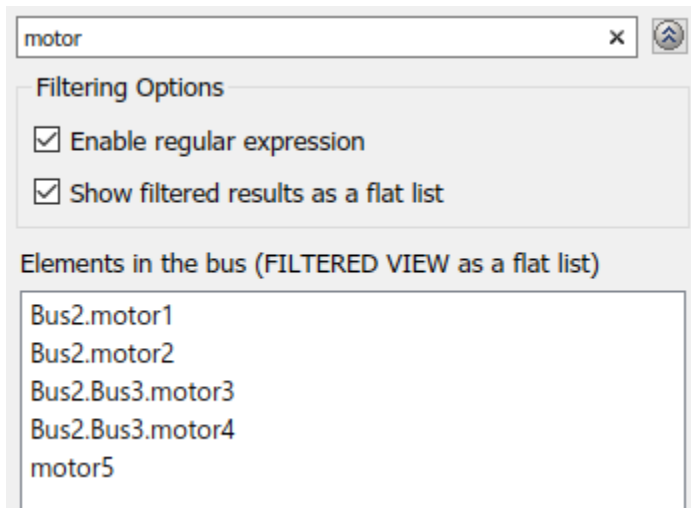 motor
Filtering Options
Enable regular expression
Show filtered results as a flat list
Elements in the bus (FILTERED VIEW as a flat list)
Bus2.motor1
Bus2.motor2
Bus2.Bus3.motor3
Bus2.Bus3.motor4
motor5